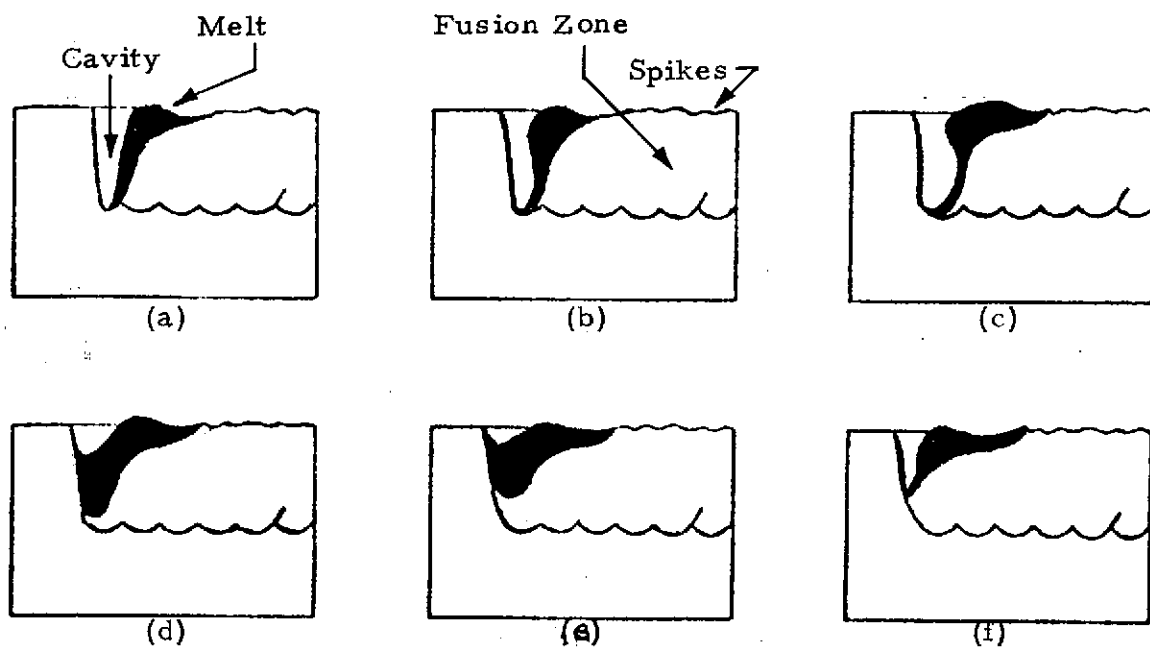 Melt
Cavity
Fusion Zone
Spikes
(a)
(b)
(c)
(d)
(e)
(f)